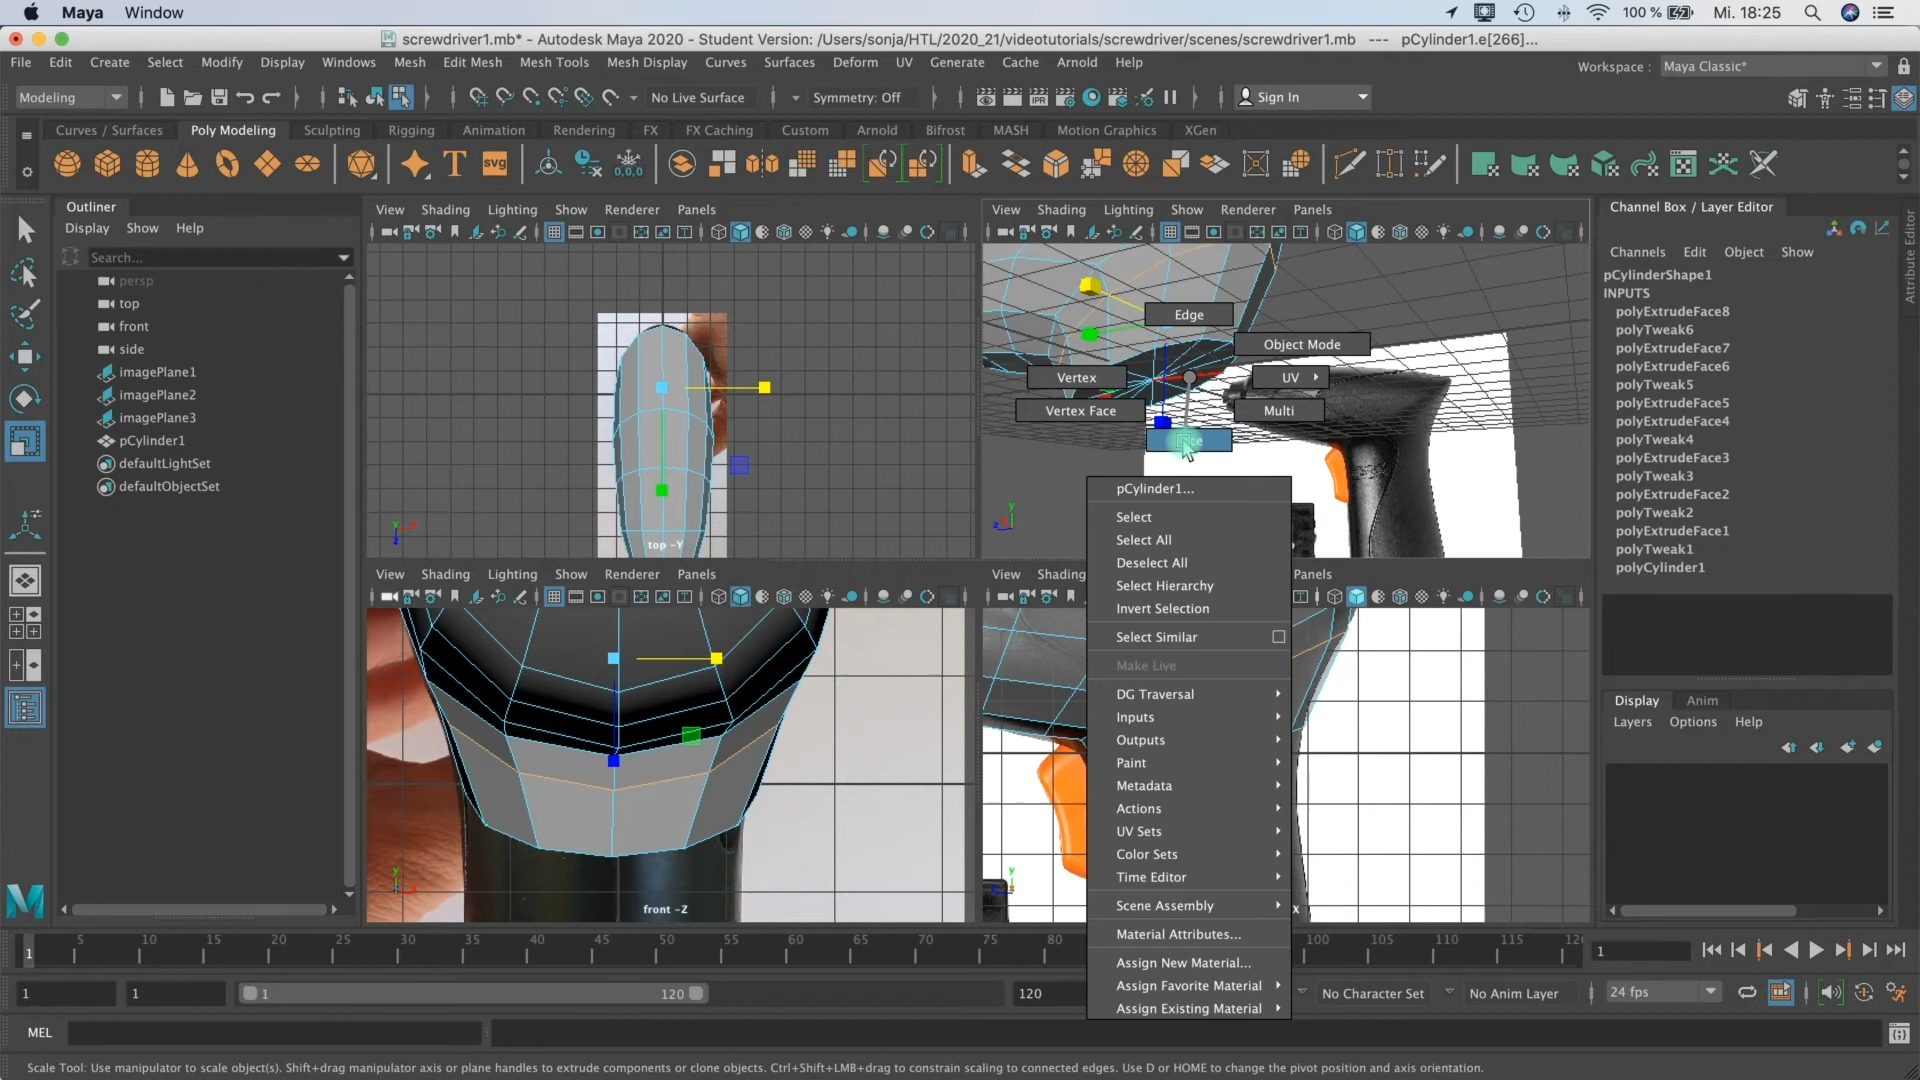 Maya Window 100 % Mi. 18:25
screwdriver1.mb* - Autodesk Maya 2020 - Student Version: /Users/sonja/HTL/2020_21/videotutorials/screwdriver/scenes/screwdriver1.mb --- pCylinder1.e[266]...
File Edit Create Select Modify Display Windows Mesh Edit Mesh Mesh Tools Mesh Display Curves Surfaces Deform UV Generate Cache Arnold Help Workspace : Maya Classic*
Modeling No Live Surface Symmetry: Off IPR Sign In
Curves / Surfaces Poly Modeling Sculpting Rigging Animation Rendering FX FX Caching Custom Arnold Bifrost MASH Motion Graphics XGen
T svg 0,0,0
Outliner
Display Show Help
Search...
persp
top
front
side
imagePlane1
imagePlane2
imagePlane3
pCylinder1
defaultLightSet
defaultObjectSet
View Shading Lighting Show Renderer Panels
top -Y
View Shading Lighting Show Renderer Panels
Edge
Object Mode
Vertex
UV
Vertex Face
Multi
View Shading Lighting Show Renderer Panels
front -Z
View Shading Panels
x
pCylinder1...
Select
Select All
Deselect All
Select Hierarchy
Invert Selection
Select Similar
Make Live
DG Traversal
Inputs
Outputs
Paint
Metadata
Actions
UV Sets
Color Sets
Time Editor
Scene Assembly
Material Attributes...
Assign New Material...
Assign Favorite Material
Assign Existing Material
Channel Box / Layer Editor
Channels Edit Object Show
pCylinderShape1
INPUTS
polyExtrudeFace8
polyTweak6
polyExtrudeFace7
polyExtrudeFace6
polyTweak5
polyExtrudeFace5
polyExtrudeFace4
polyTweak4
polyExtrudeFace3
polyTweak3
polyExtrudeFace2
polyTweak2
polyExtrudeFace1
polyTweak1
polyCylinder1
Attribute Editor
Display Anim
Layers Options Help
1 5 10 15 20 25 30 35 40 45 50 55 60 65 70 75 80 100 105 110 115 1
1 1 1 120 120 No Character Set No Anim Layer 24 fps
MEL
Scale Tool: Use manipulator to scale object(s). Shift+drag manipulator axis or plane handles to extrude components or clone objects. Ctrl+Shift+LMB+drag to constrain scaling to connected edges. Use D or HOME to change the pivot position and axis orientation.